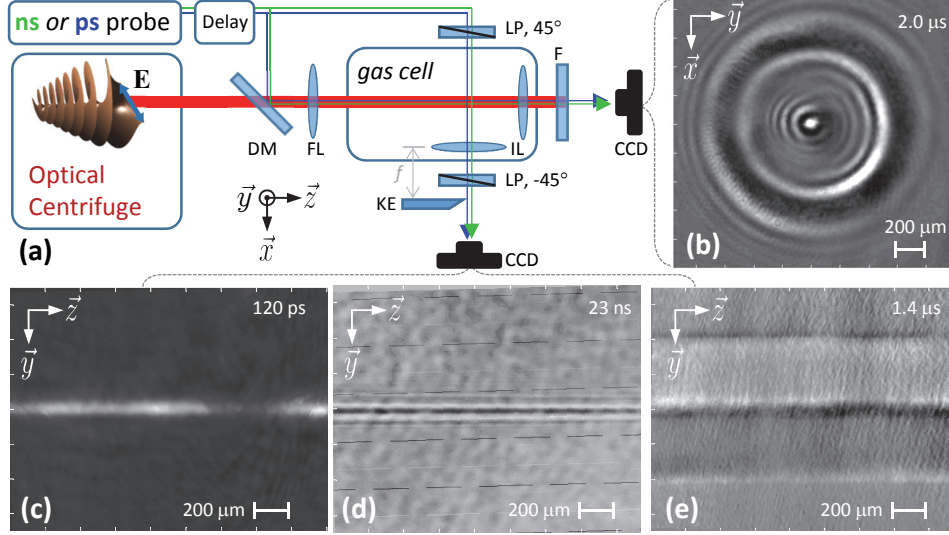 ns or ps probe
Delay
LP, 45°
E
gas cell
F
Optical
Centrifuge
DM
FL
IL
CCD
f
LP, -45°
KE
y z
x
CCD
(a)
y
x
2.0 μs
200 μm
(b)
z
y
120 ps
200 μm
(c)
z
y
23 ns
200 μm
(d)
z
y
1.4 μs
200 μm
(e)